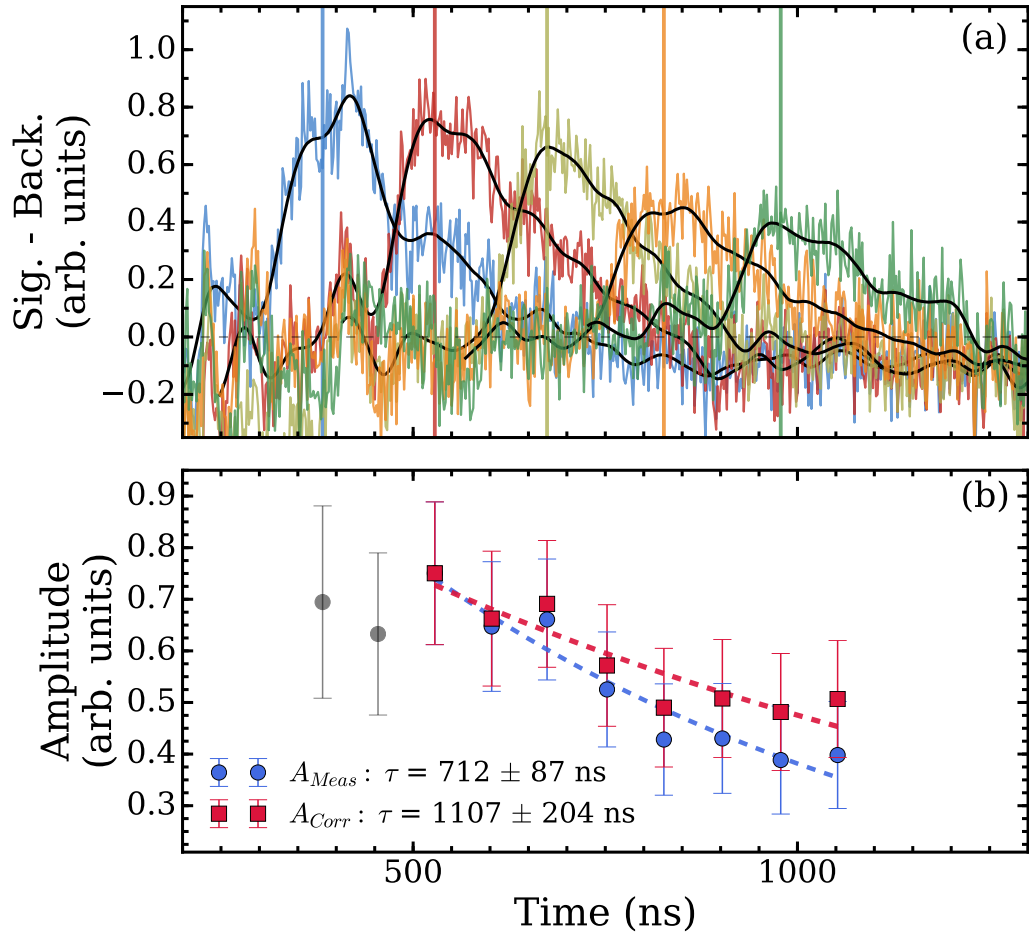 (a)
Sig. - Back.
(arb. units)
1.0
0.8
0.6
0.4
0.2
0.0
−0.2
(b)
Amplitude
(arb. units)
0.9
0.8
0.7
0.6
0.5
0.4
0.3
A_Meas : τ = 712 ± 87 ns
A_Corr : τ = 1107 ± 204 ns
500 1000
Time (ns)